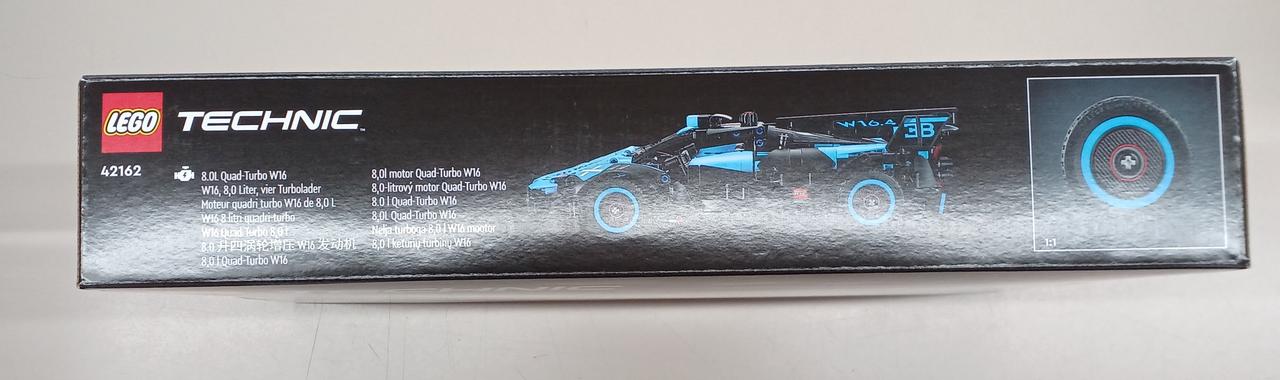 LEGO TECHNIC™
42162
8.0L Quad-Turbo W16
W16, 8,0 Liter, vier Turbolader
Moteur quadri turbo W16 de 8,0 L
W16 8 litri quadri-turbo
W16 Quad Turbo 8,0 l
8.0 升四涡轮增压 W16 发动机
8,0 l Quad-Turbo W16
8,0l motor Quad-Turbo W16
8,0-litrový motor Quad-Turbo W16
8.0 l Quad-Turbo W16
8,0L Quad-Turbo W16
Nelja turboga 8,0 l W16 mootor
8,0 l keturių turbinų W16
W16.4
38
1:1